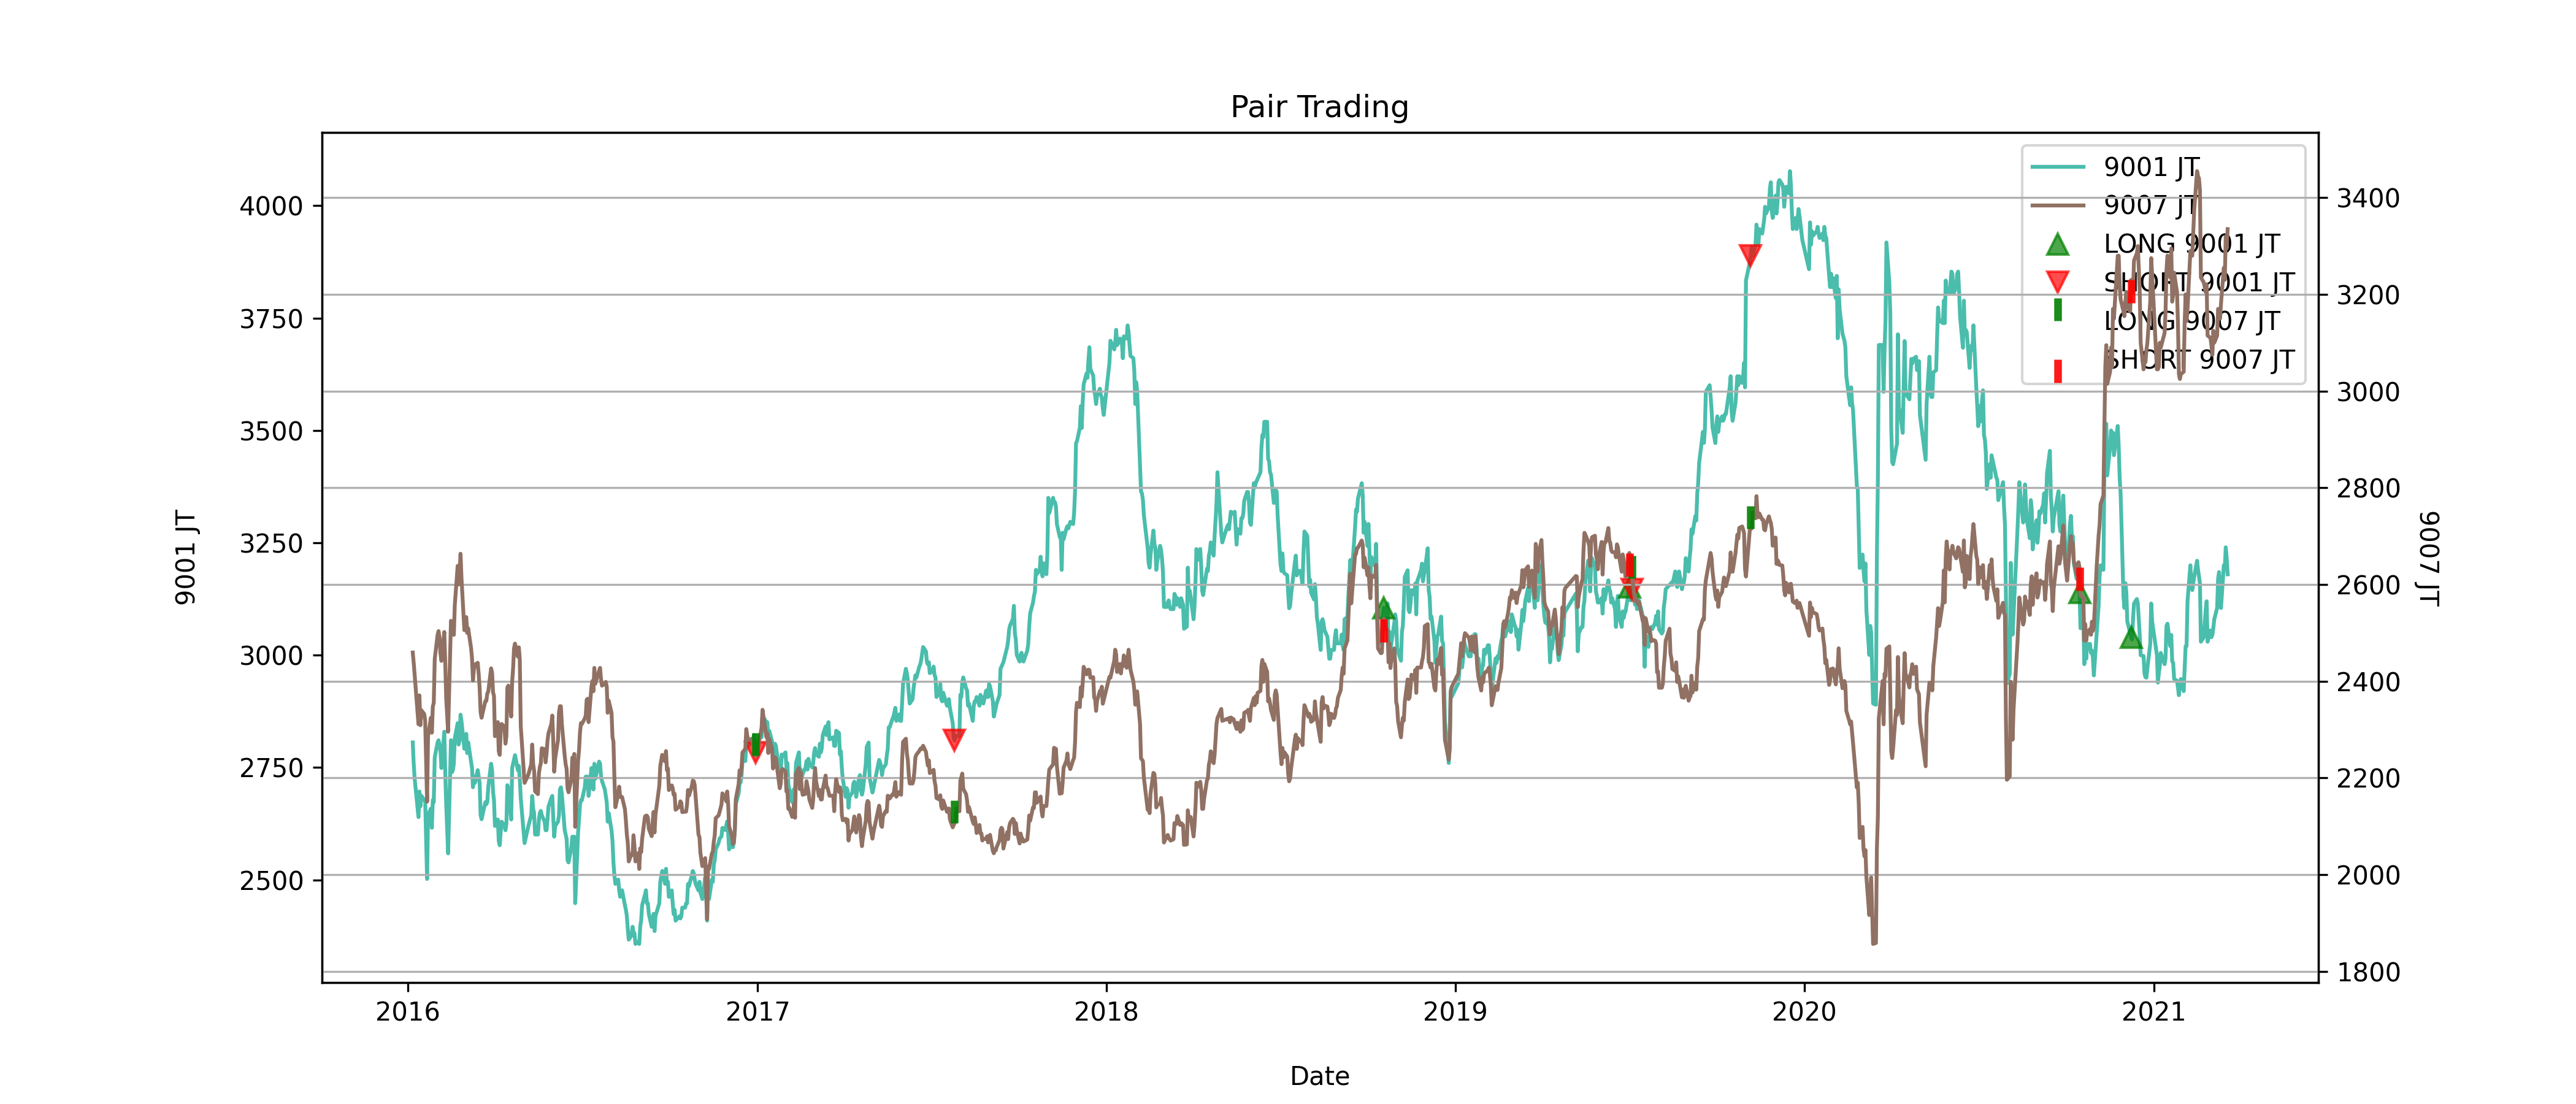 Pair Trading
9001 JT
9007 JT
LONG 9001 JT
SHORT 9001 JT
LONG 9007 JT
SHORT 9007 JT
4000
3750
3500
3250
3000
2750
2500
9001 JT
3400
3200
3000
2800
2600
2400
2200
2000
1800
9007 JT
2016 2017 2018 2019 2020 2021
Date